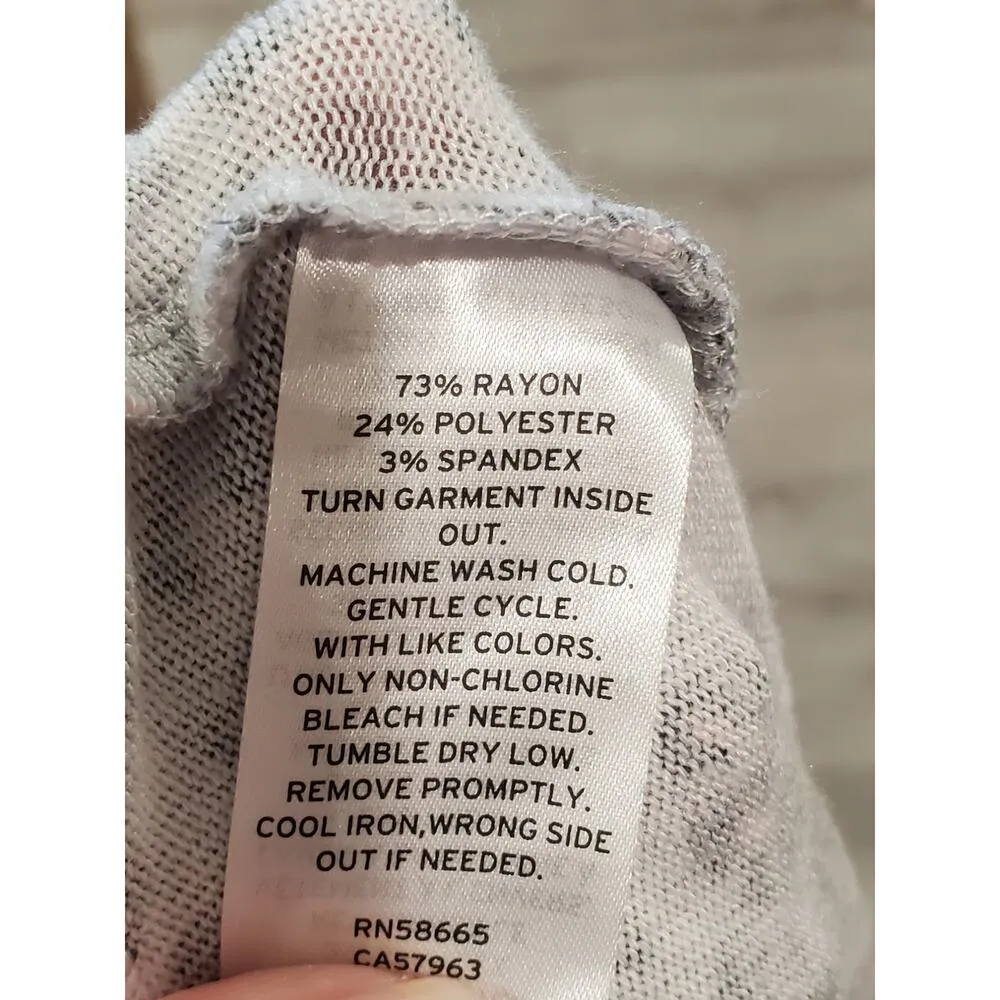 73% RAYON
24% POLYESTER
3% SPANDEX
TURN GARMENT INSIDE
OUT.
MACHINE WASH COLD.
GENTLE CYCLE.
WITH LIKE COLORS.
ONLY NON-CHLORINE
BLEACH IF NEEDED.
TUMBLE DRY LOW.
REMOVE PROMPTLY.
COOL IRON,WRONG SIDE
OUT IF NEEDED.
RN58665
CA57963